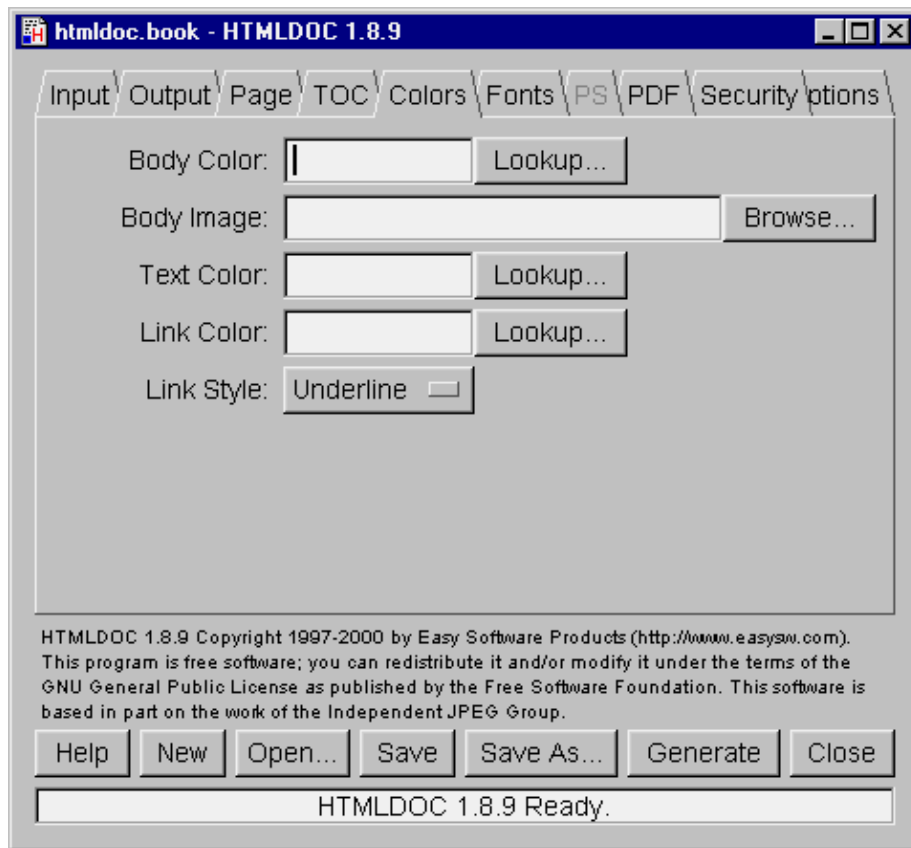 htmldoc.book - HTMLDOC 1.8.9
Input Output Page TOC Colors Fonts PS PDF Security ptions
Body Color: Lookup...
Body Image: Browse...
Text Color: Lookup...
Link Color: Lookup...
Link Style: Underline
HTMLDOC 1.8.9 Copyright 1997-2000 by Easy Software Products (http://www.easysw.com).
This program is free software; you can redistribute it and/or modify it under the terms of the
GNU General Public License as published by the Free Software Foundation. This software is
based in part on the work of the Independent JPEG Group.
Help New Open... Save Save As... Generate Close
HTMLDOC 1.8.9 Ready.